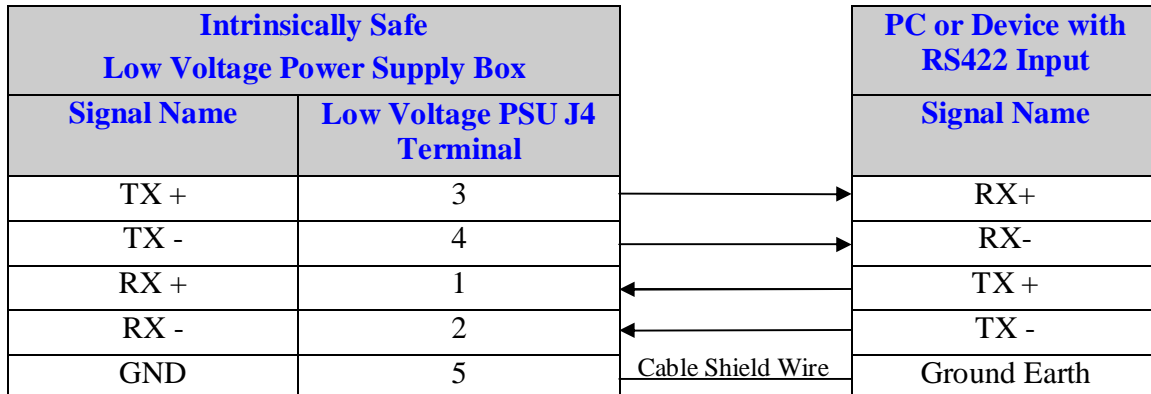 Intrinsically Safe
Low Voltage Power Supply Box
PC or Device with
RS422 Input
Signal Name
Low Voltage PSU J4
Terminal
Signal Name
TX + 3 RX+
TX - 4 RX-
RX + 1 TX +
RX - 2 TX -
GND 5 Cable Shield Wire Ground Earth